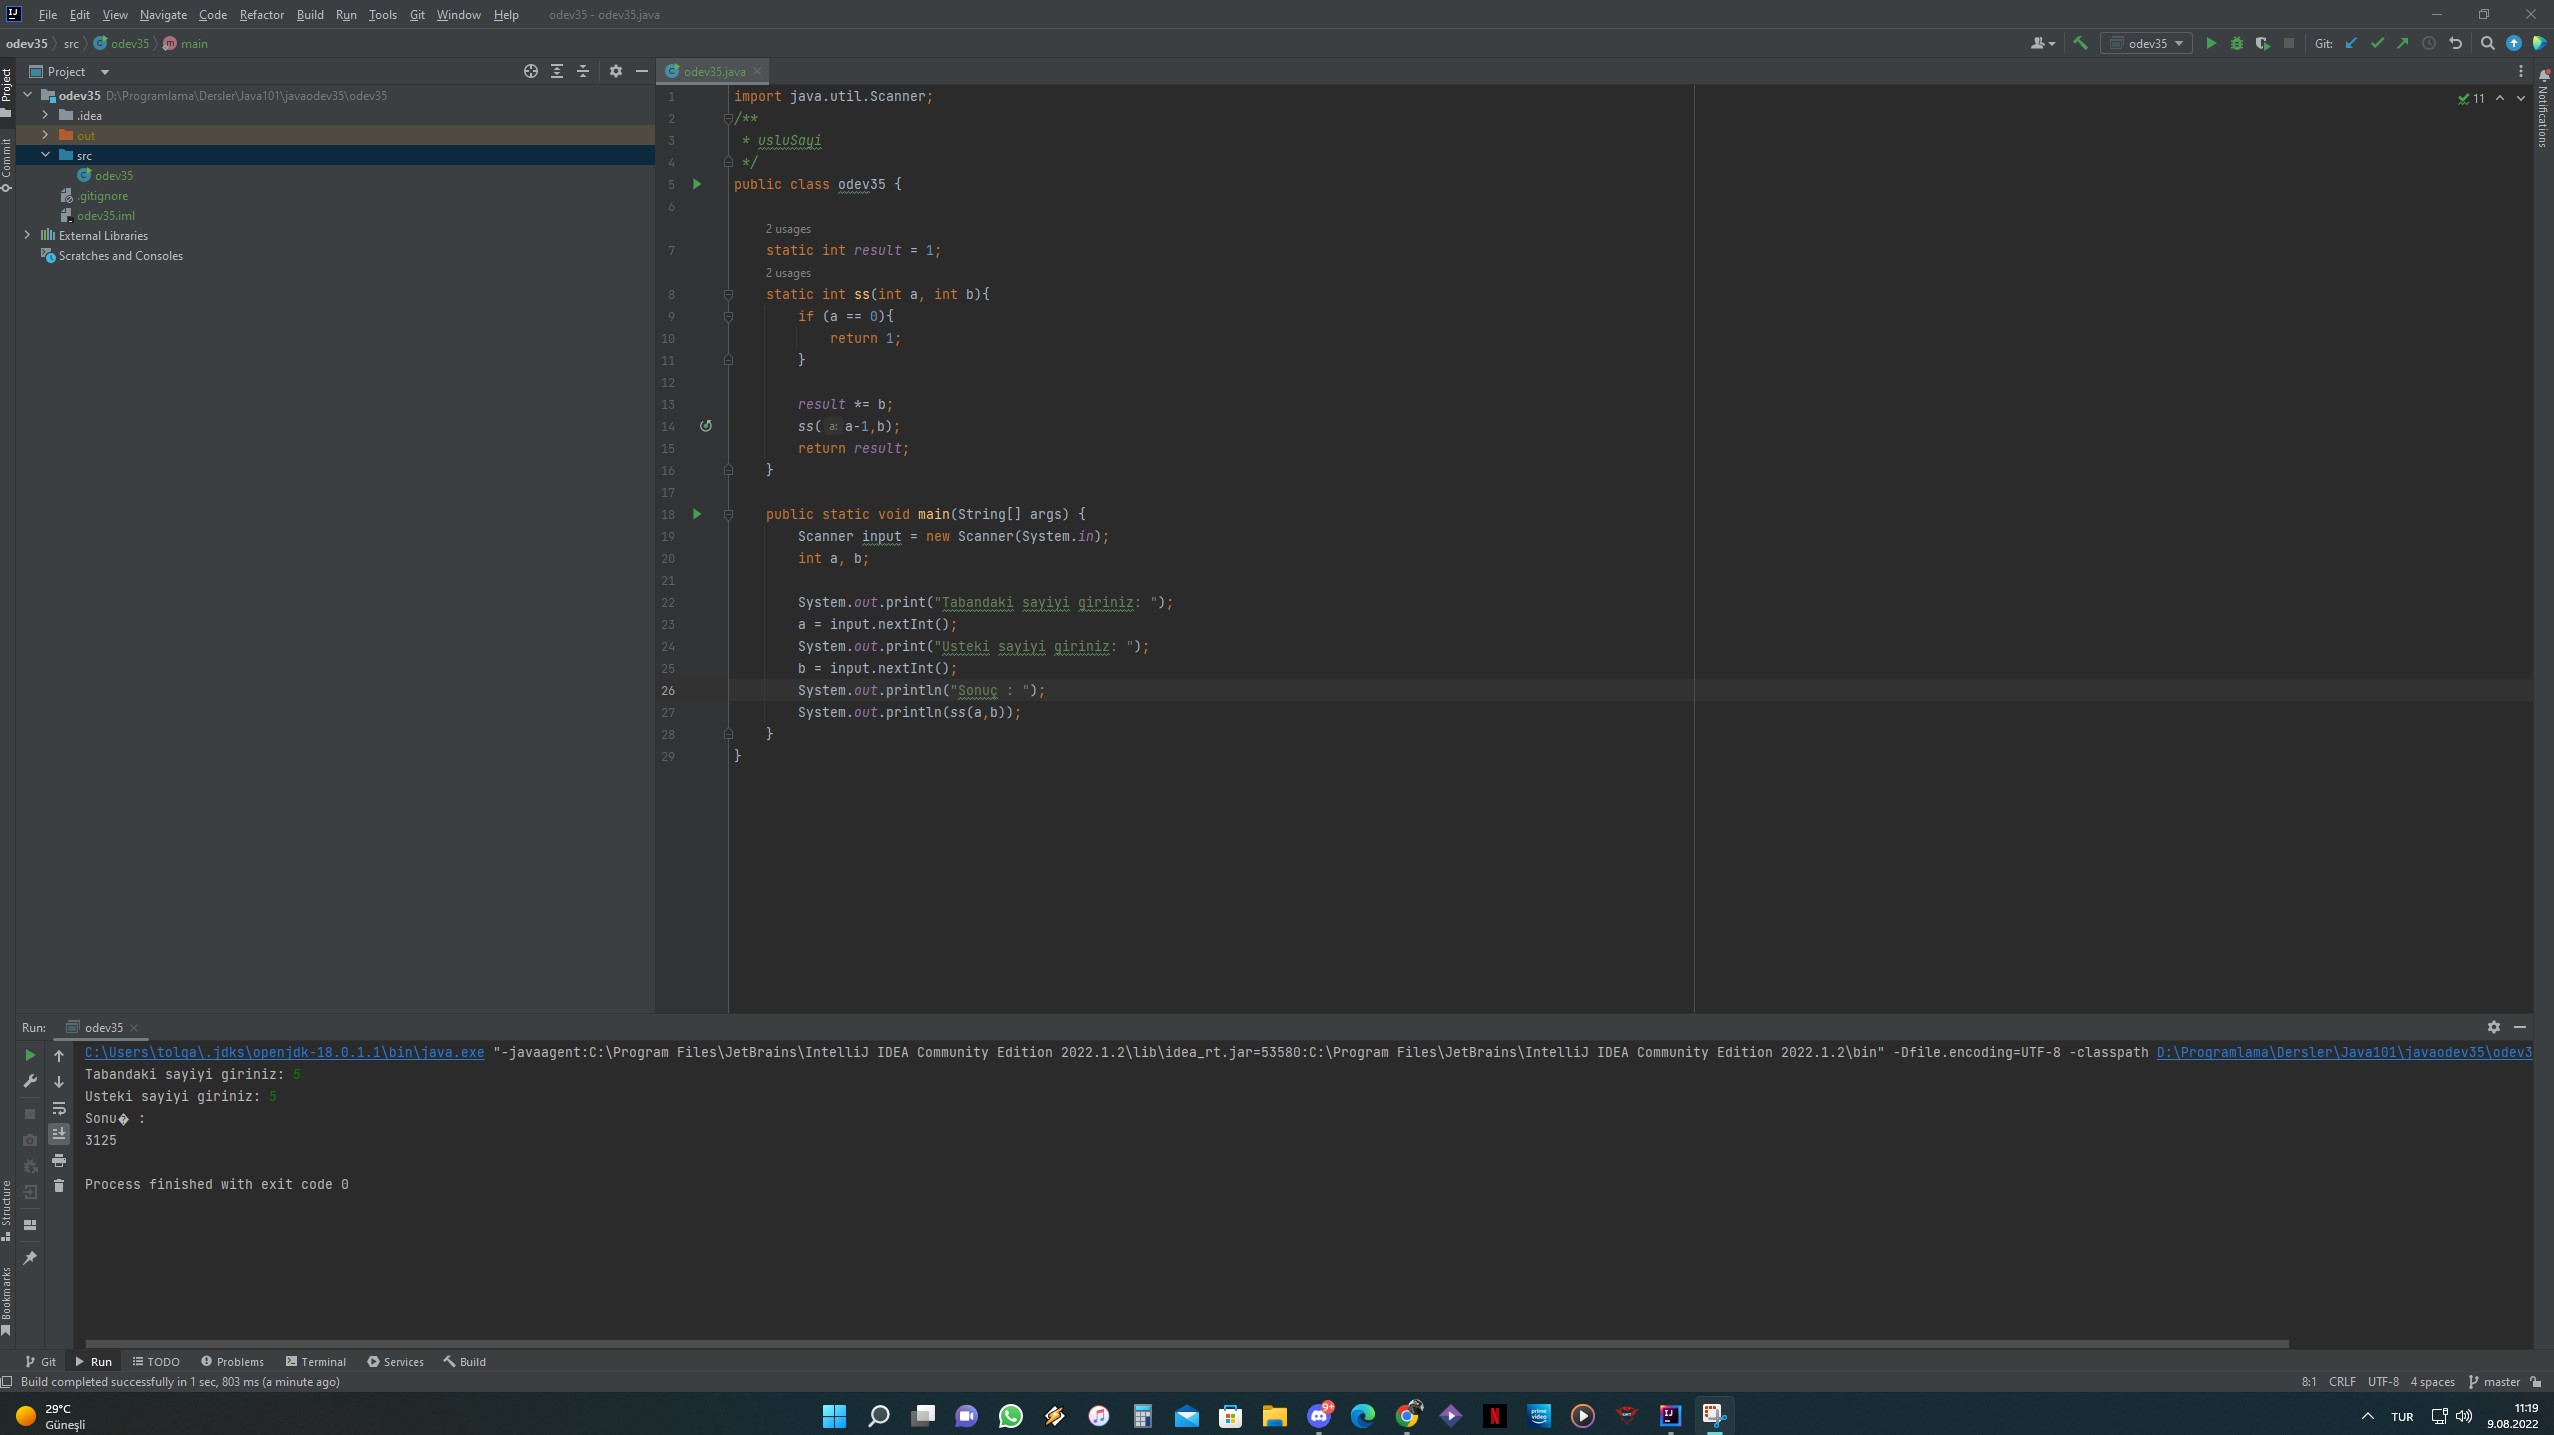 File Edit View Navigate Code Refactor Build Run Tools Git Window Help odev35 - odev35.java
odev35 src odev35 main
odev35 Git:
Project
odev35.java
Project
Commit
Structure
Bookmarks
Notifications
odev35 D:\Programlama\Dersler\Java101\javaodev35\odev35
.idea
out
src
odev35
.gitignore
odev35.iml
External Libraries
Scratches and Consoles
11
1 import java.util.Scanner;
2 /**
3 * usluSayi
4 */
5 public class odev35 {
6
2 usages
7 static int result = 1;
2 usages
8 static int ss(int a, int b){
9 if (a == 0){
10 return 1;
11 }
12
13 result *= b;
14 ss( a: a-1,b);
15 return result;
16 }
17
18 public static void main(String[] args) {
19 Scanner input = new Scanner(System.in);
20 int a, b;
21
22 System.out.print("Tabandaki sayiyi giriniz: ");
23 a = input.nextInt();
24 System.out.print("Usteki sayiyi giriniz: ");
25 b = input.nextInt();
26 System.out.println("Sonuç : ");
27 System.out.println(ss(a,b));
28 }
29 }
Run: odev35
C:\Users\tolga\.jdks\openjdk-18.0.1.1\bin\java.exe "-javaagent:C:\Program Files\JetBrains\IntelliJ IDEA Community Edition 2022.1.2\lib\idea_rt.jar=53580:C:\Program Files\JetBrains\IntelliJ IDEA Community Edition 2022.1.2\bin" -Dfile.encoding=UTF-8 -classpath D:\Programlama\Dersler\Java101\javaodev35\odev3
Tabandaki sayiyi giriniz: 5
Usteki sayiyi giriniz: 5
Sonu� :
3125
Process finished with exit code 0
Git Run TODO Problems Terminal Services Build
Build completed successfully in 1 sec, 803 ms (a minute ago)
8:1 CRLF UTF-8 4 spaces master
29°C
Güneşli
9+
TUR
11:19
9.08.2022